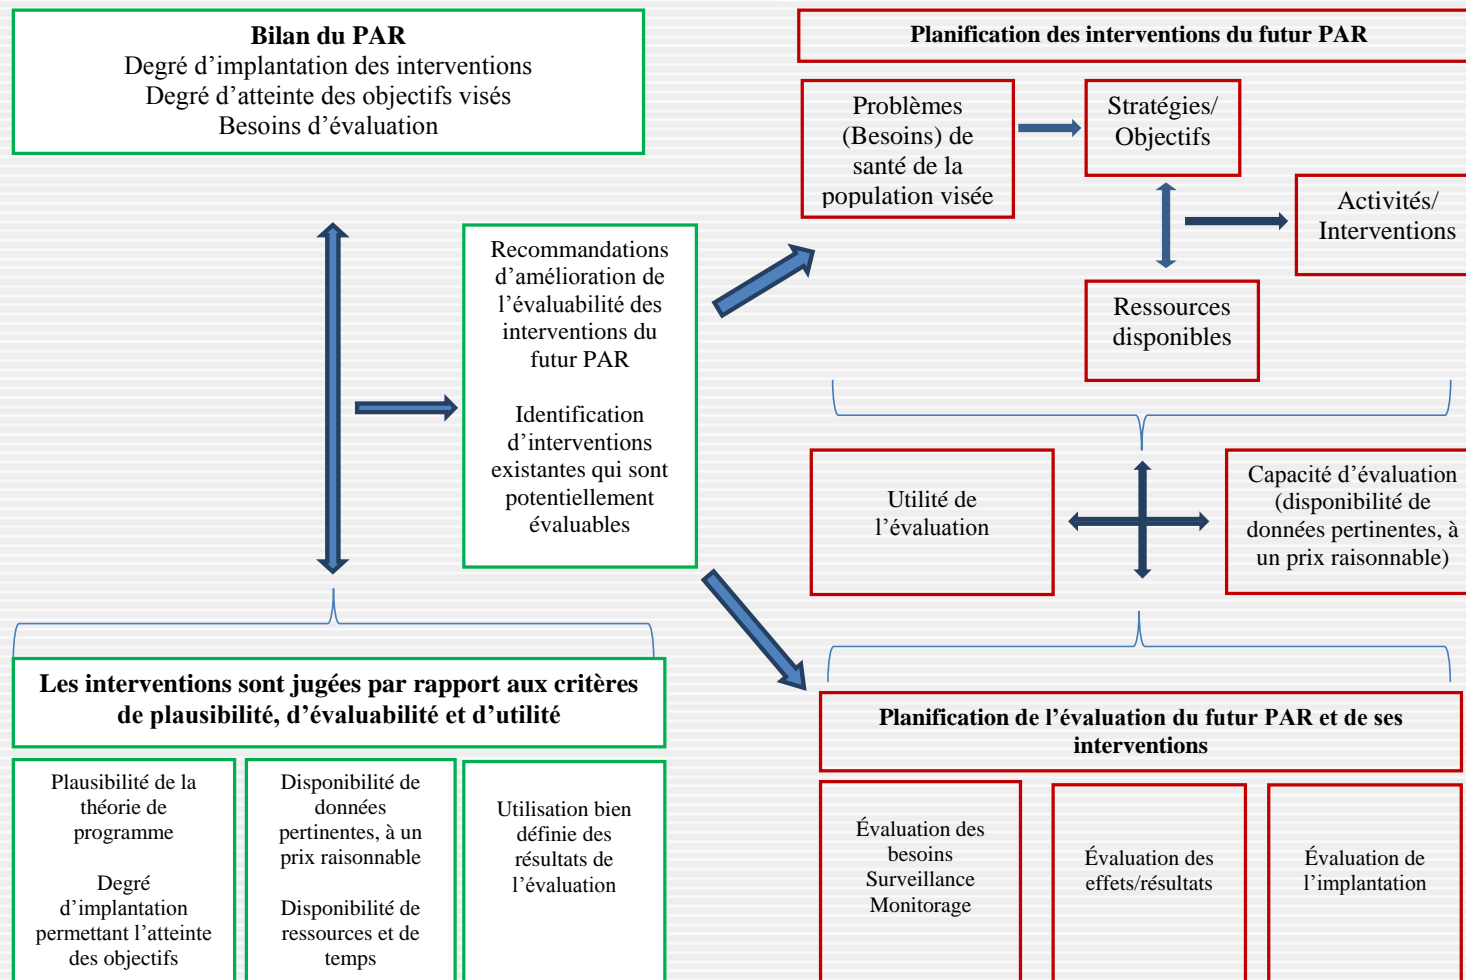 Bilan du PAR
Degré d’implantation des interventions
Degré d’atteinte des objectifs visés
Besoins d’évaluation
Planification des interventions du futur PAR
Problèmes
(Besoins) de
santé de la
population visée
Stratégies/
Objectifs
Activités/
Interventions
Ressources
disponibles
Recommandations
d’amélioration de
l’évaluabilité des
interventions du
futur PAR
Identification
d’interventions
existantes qui sont
potentiellement
évaluables
Utilité de
l’évaluation
Capacité d’évaluation
(disponibilité de
données pertinentes, à
un prix raisonnable)
Les interventions sont jugées par rapport aux critères
de plausibilité, d’évaluabilité et d’utilité
Plausibilité de la
théorie de
programme
Degré
d’implantation
permettant l’atteinte
des objectifs
Disponibilité de
données
pertinentes, à un
prix raisonnable
Disponibilité de
ressources et de
temps
Utilisation bien
définie des
résultats de
l’évaluation
Planification de l’évaluation du futur PAR et de ses
interventions
Évaluation des
besoins
Surveillance
Monitorage
Évaluation des
effets/résultats
Évaluation de
l’implantation